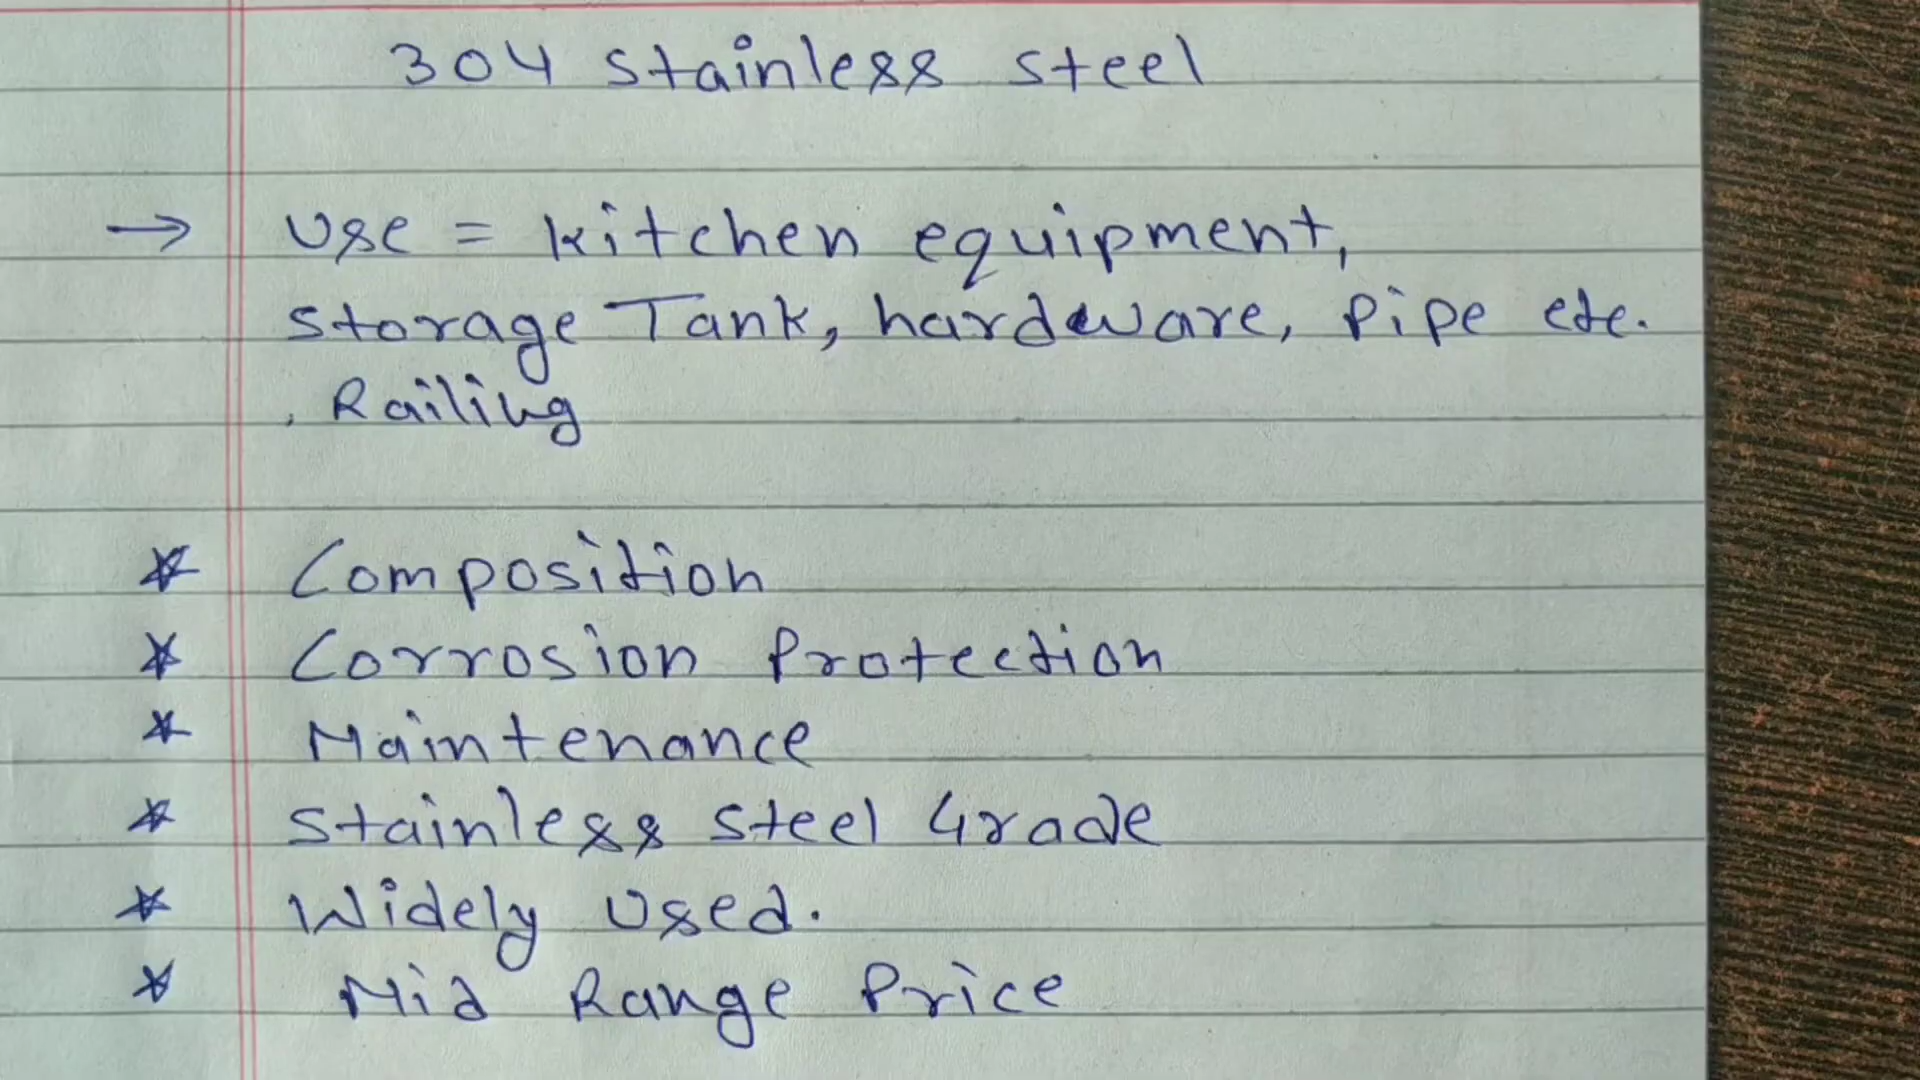 304 Stainless steel
→ Use = kitchen equipment,
storage Tank, hardware, Pipe etc.
, Railing
* Composition
* Corrosion Protection
* Maintenance
* Stainless steel Grade
* Widely Used.
* Mid Range Price